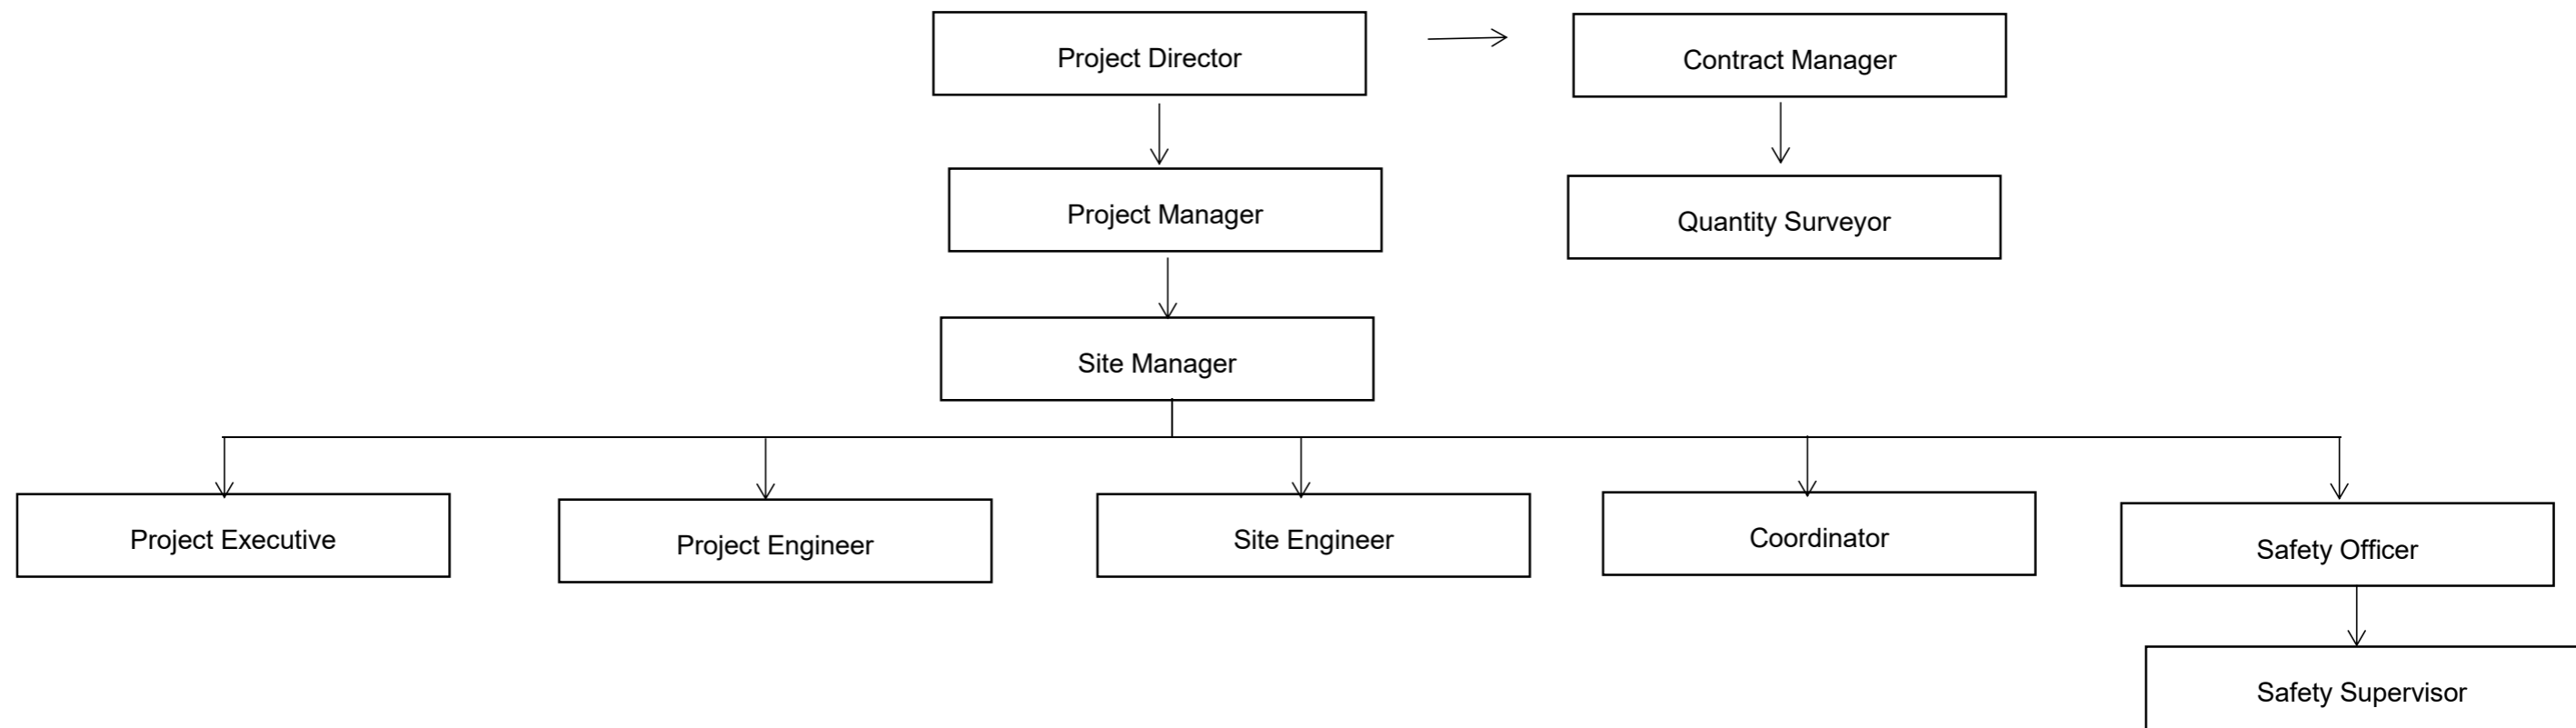 Project Director
Contract Manager
Project Manager
Quantity Surveyor
Site Manager
Project Executive
Project Engineer
Site Engineer
Coordinator
Safety Officer
Safety Supervisor